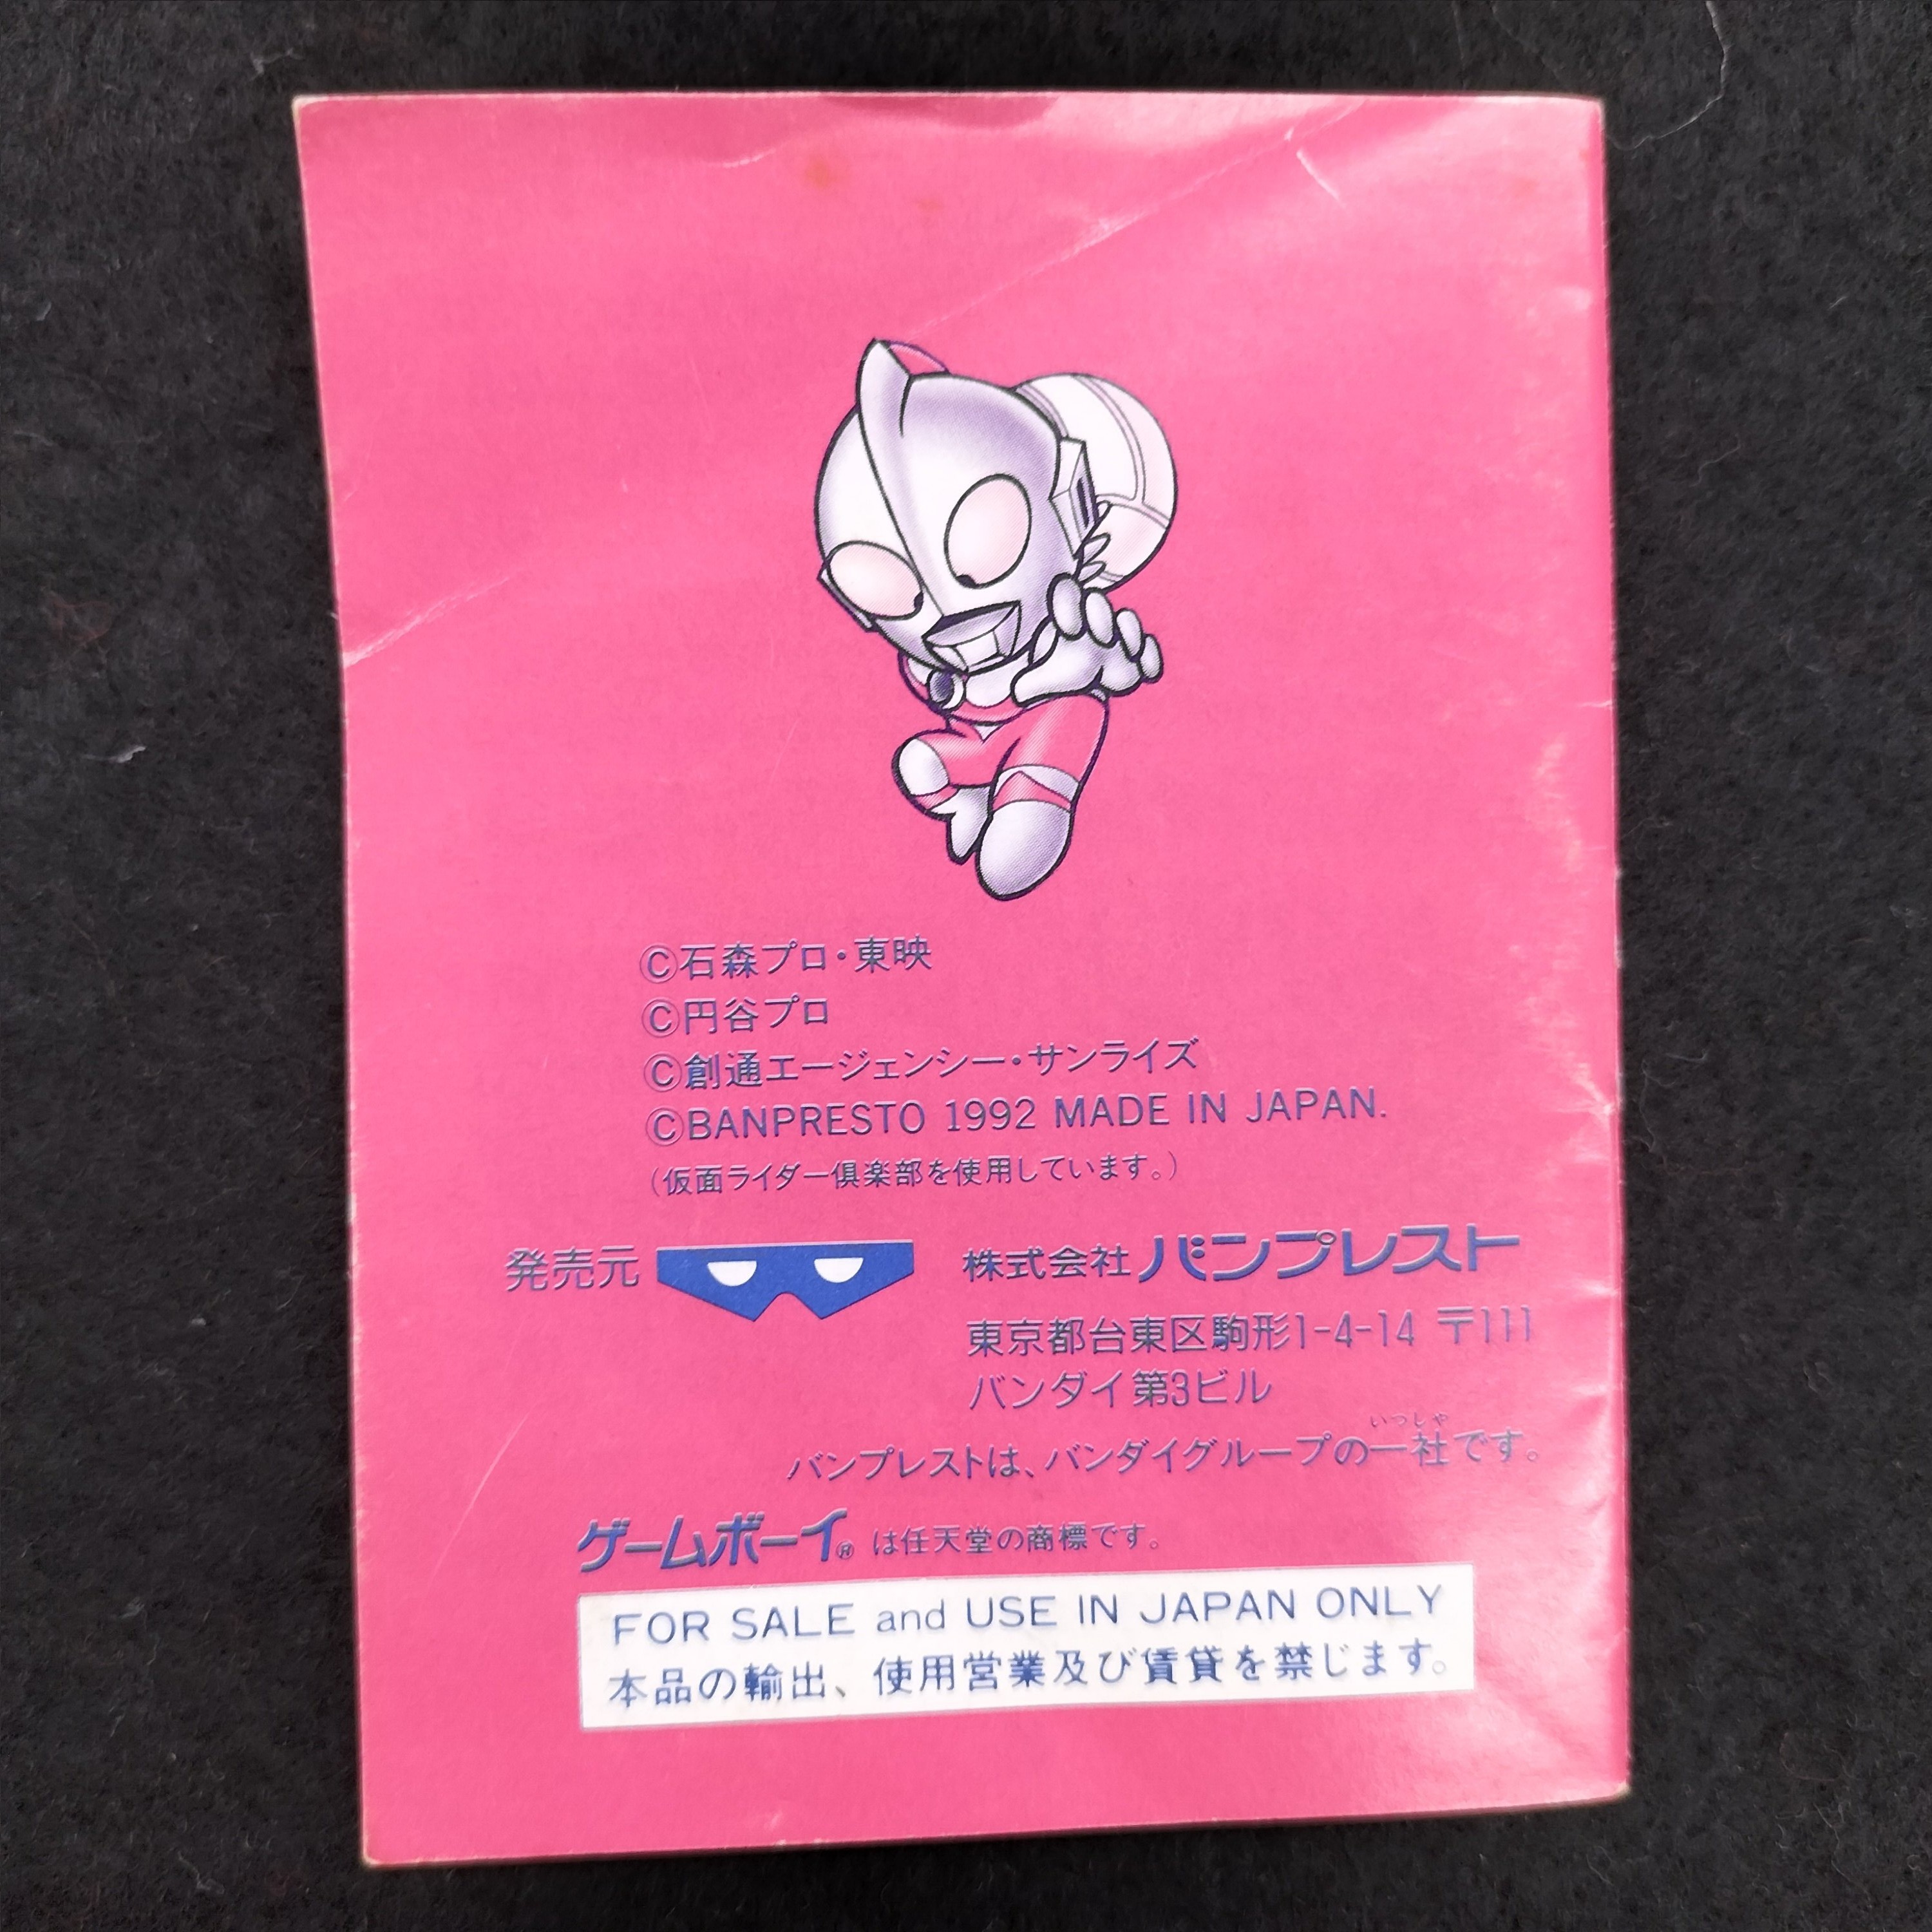 ©石森プロ・東映
©円谷プロ
©創通エージェンシー・サンライズ
©BANPRESTO 1992 MADE IN JAPAN.
(仮面ライダー倶楽部を使用しています。)
発売元 株式会社バンプレスト
東京都台東区駒形1-4-14 〒111
バンダイ第3ビル
いっしゃ
バンプレストは、バンダイグループの一社です。
ゲームボーイ® は任天堂の商標です。
FOR SALE and USE IN JAPAN ONLY
本品の輸出、使用営業及び賃貸を禁じます。